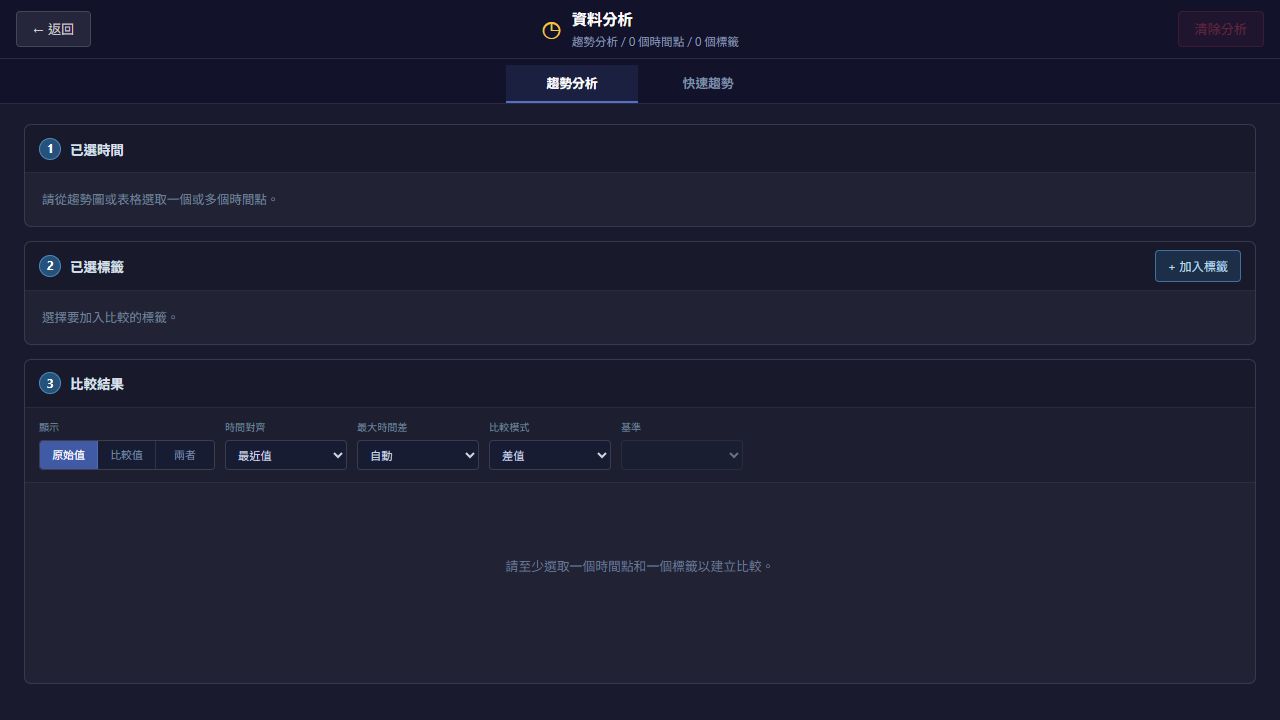 ← 返回
資料分析
趨勢分析 / 0 個時間點 / 0 個標籤
清除分析
趨勢分析
快速趨勢
1 已選時間
請從趨勢圖或表格選取一個或多個時間點。
2 已選標籤
+ 加入標籤
選擇要加入比較的標籤。
3 比較結果
顯示 時間對齊 最大時間差 比較模式 基準
原始值 比較值 兩者 最近值 自動 差值
請至少選取一個時間點和一個標籤以建立比較。